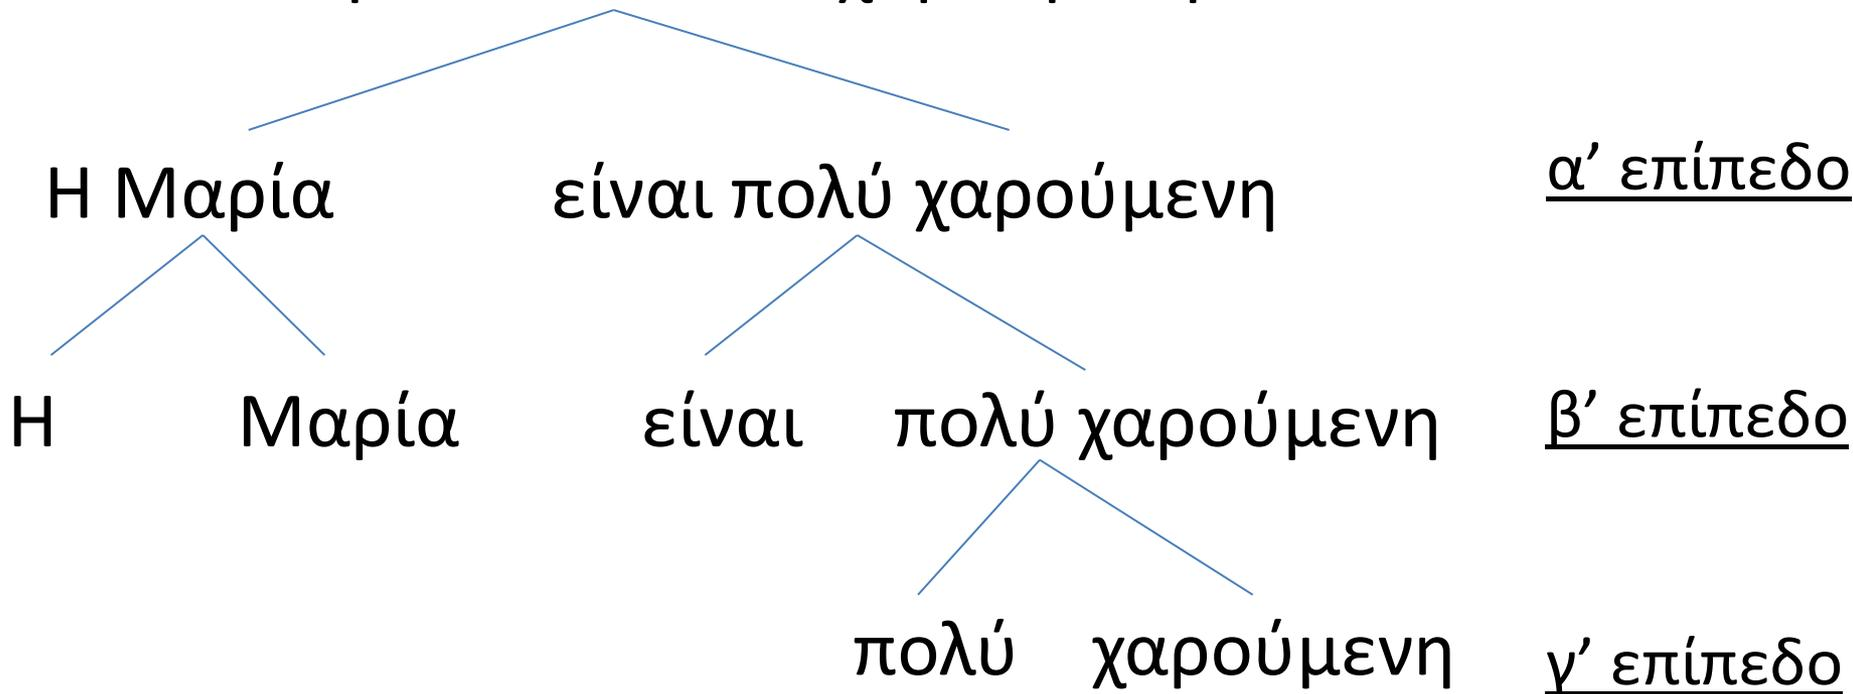 Η Μαρία είναι πολύ χαρούμενη α’ επίπεδο
Η Μαρία είναι πολύ χαρούμενη β’ επίπεδο
πολύ χαρούμενη γ’ επίπεδο